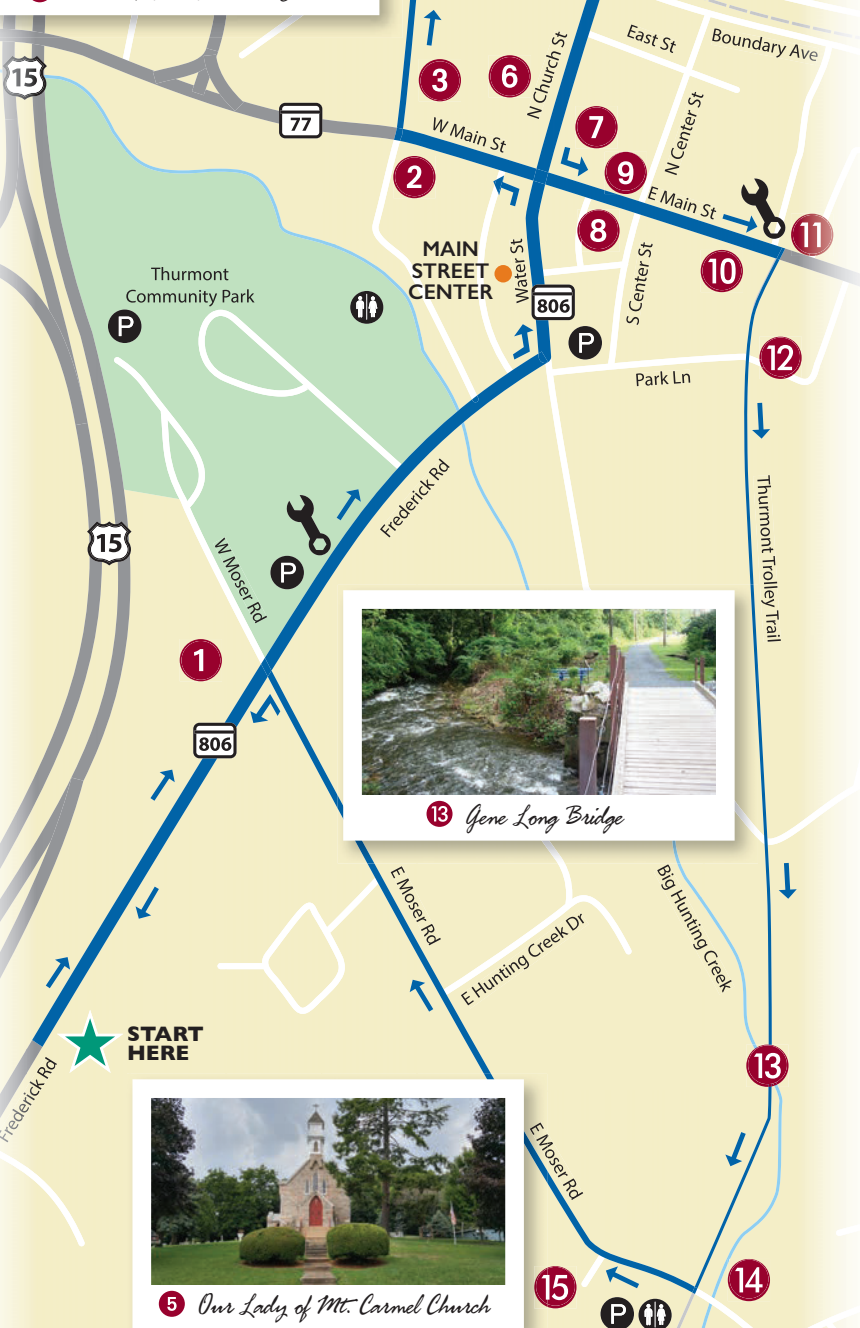 15
77
3
6
N Church St
East St
Boundary Ave
W Main St
7
N Center St
2
9
E Main St
8
11
10
MAIN
STREET
CENTER
Water St
S Center St
806
P
Thurmont
Community Park
P
12
Park Ln
Frederick Rd
Thurmont Trolley Trail
15
W Moser Rd
P
1
806
13 Gene Long Bridge
E Moser Rd
Big Hunting Creek
E Hunting Creek Dr
START
HERE
Frederick Rd
13
E Moser Rd
5 Our Lady of Mt. Carmel Church
15
14
P